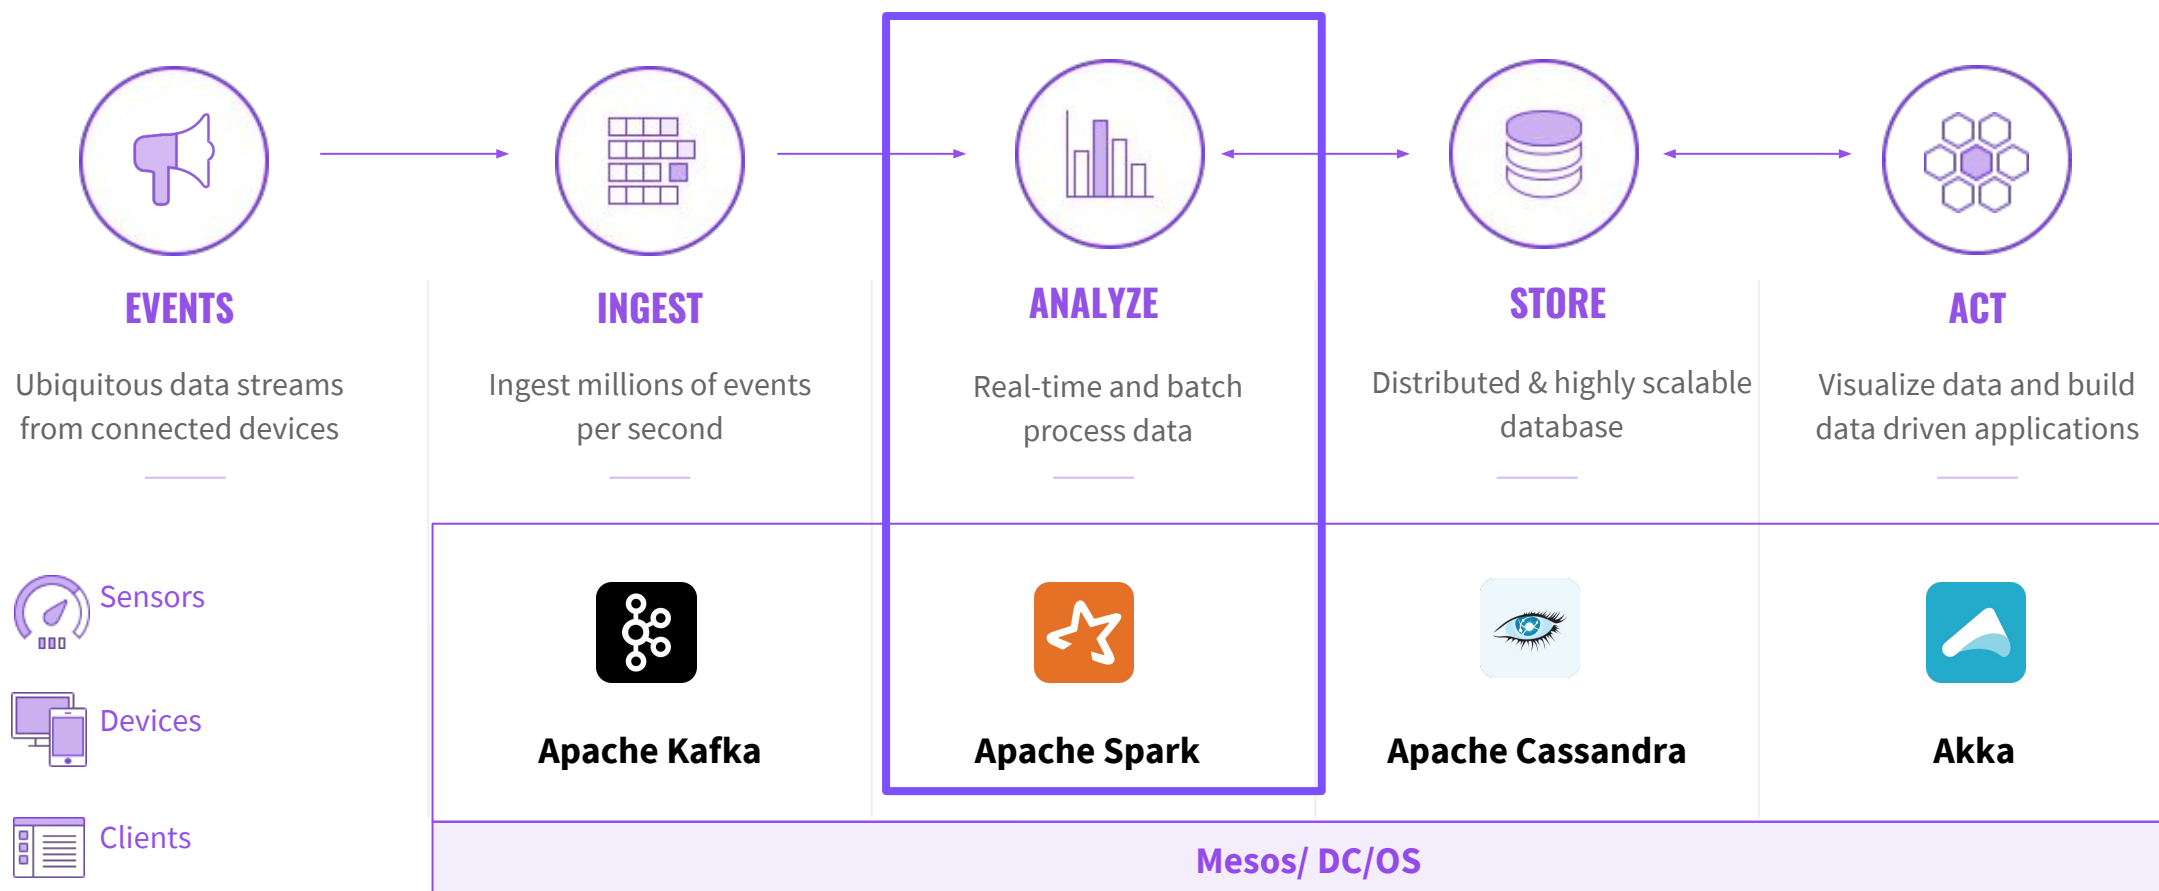 EVENTS
Ubiquitous data streams
from connected devices
INGEST
Ingest millions of events
per second
ANALYZE
Real-time and batch
process data
STORE
Distributed & highly scalable
database
ACT
Visualize data and build
data driven applications
Sensors
Devices
Clients
Apache Kafka
Apache Spark
Apache Cassandra
Akka
Mesos/ DC/OS